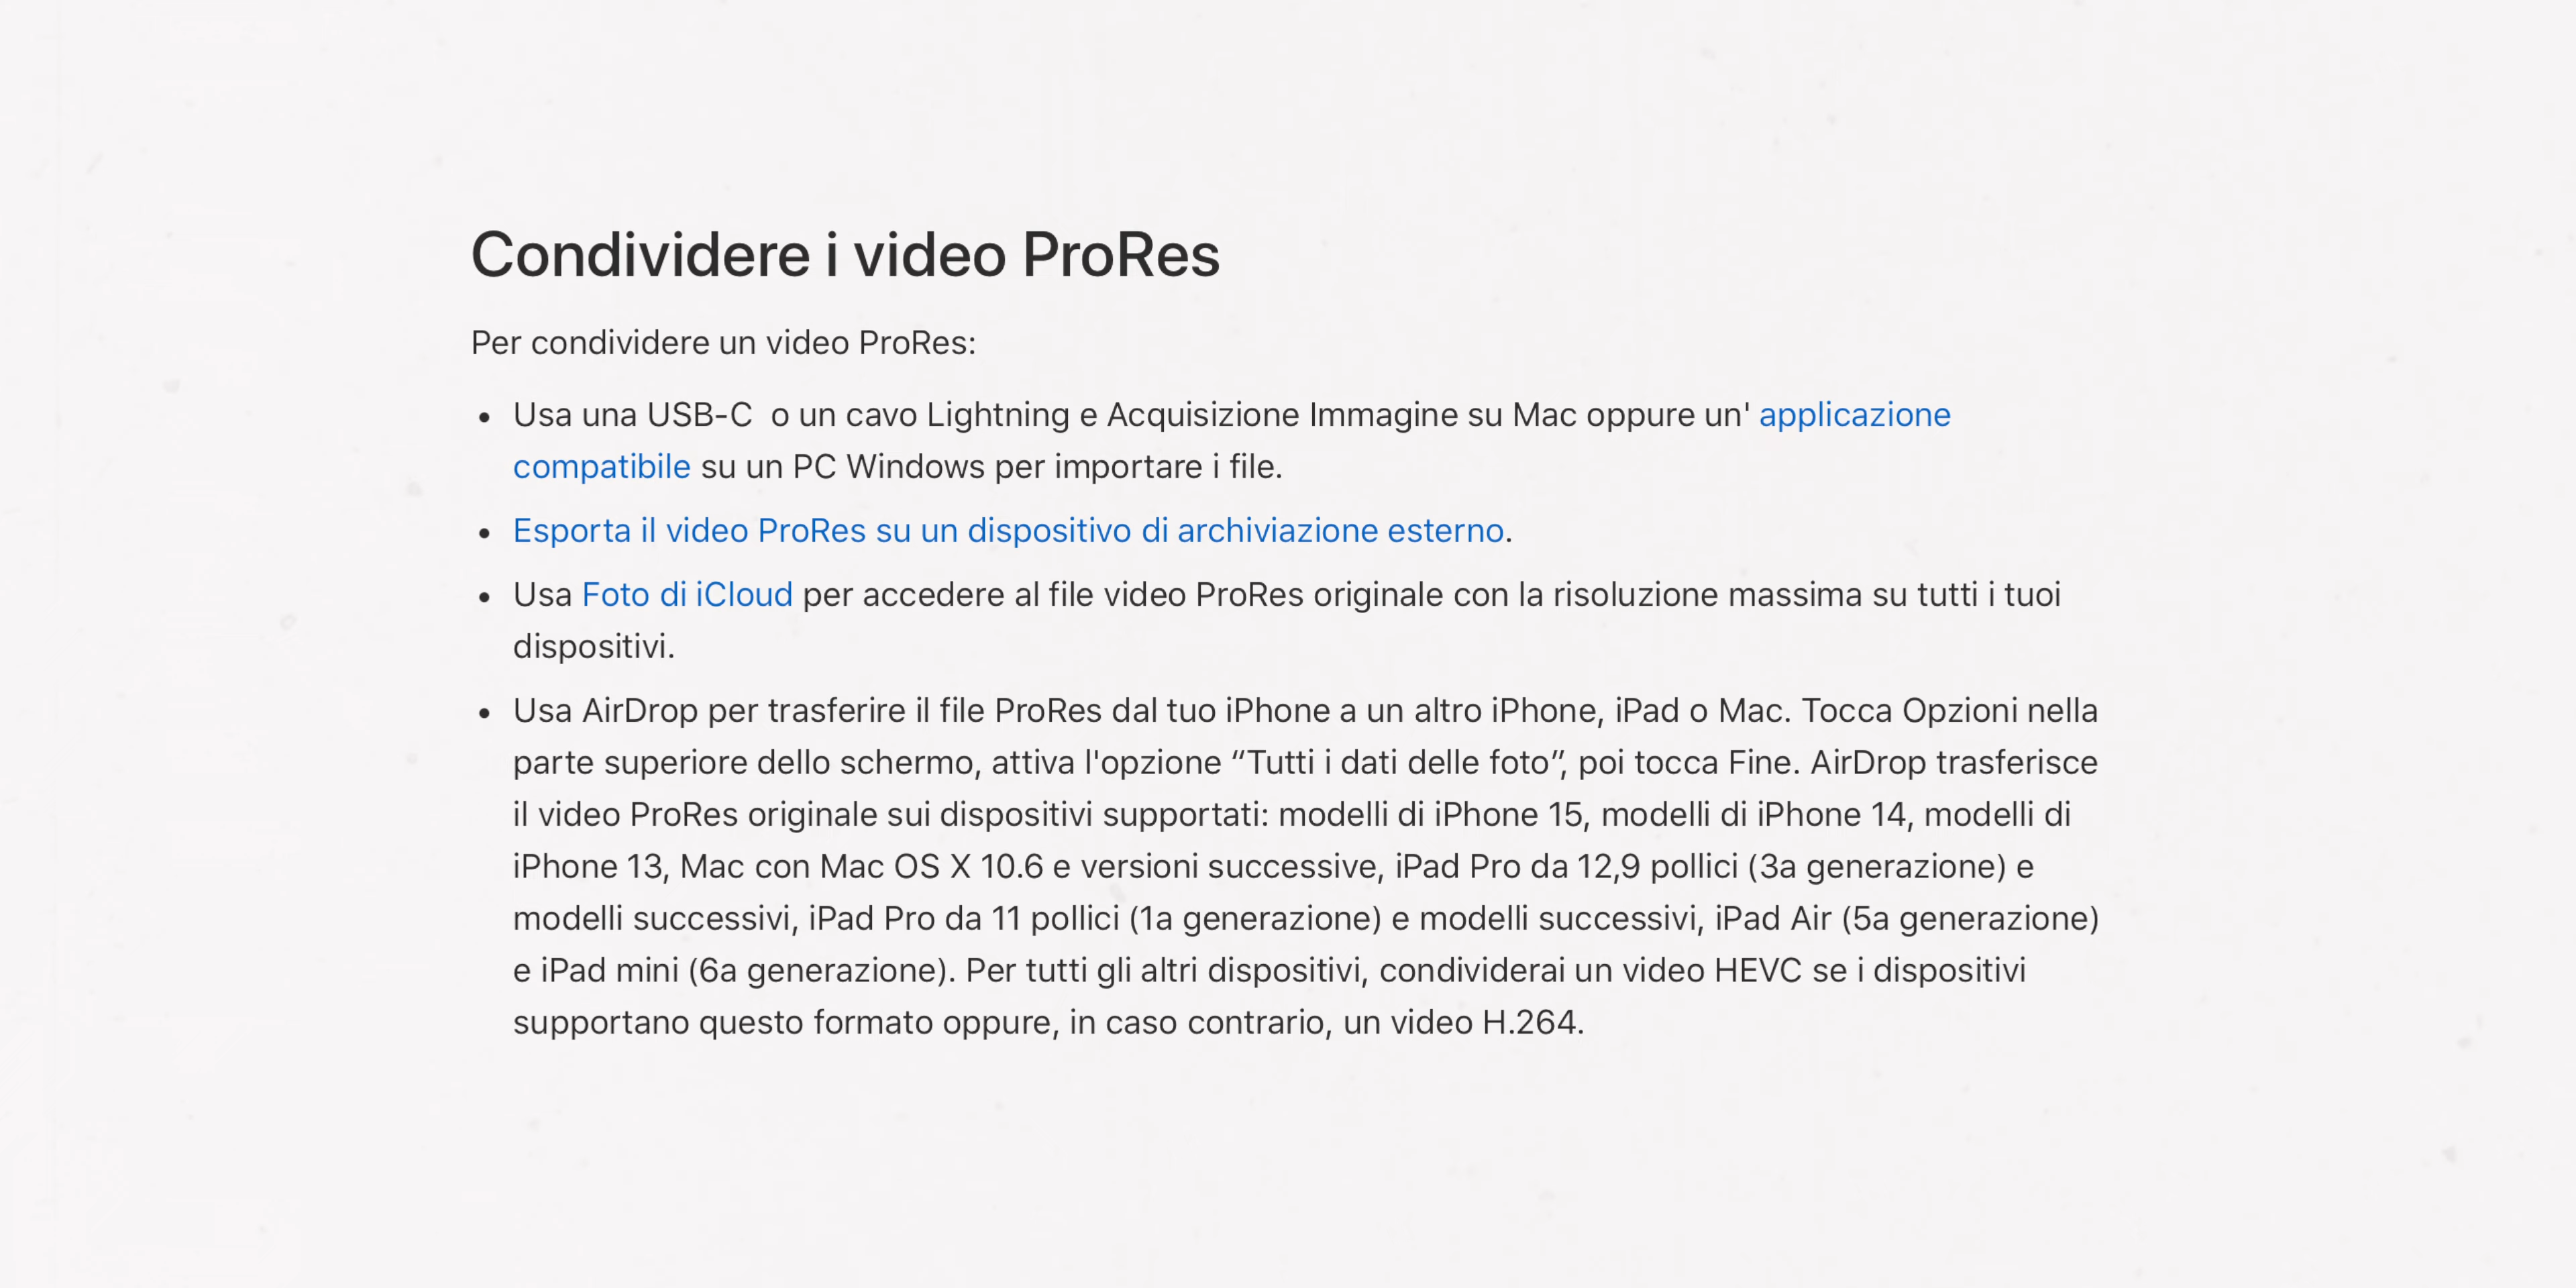 Condividere i video ProRes
Per condividere un video ProRes:
• Usa una USB-C  o un cavo Lightning e Acquisizione Immagine su Mac oppure un' applicazione
compatibile su un PC Windows per importare i file.
• Esporta il video ProRes su un dispositivo di archiviazione esterno.
• Usa Foto di iCloud per accedere al file video ProRes originale con la risoluzione massima su tutti i tuoi
dispositivi.
• Usa AirDrop per trasferire il file ProRes dal tuo iPhone a un altro iPhone, iPad o Mac. Tocca Opzioni nella
parte superiore dello schermo, attiva l'opzione “Tutti i dati delle foto”, poi tocca Fine. AirDrop trasferisce
il video ProRes originale sui dispositivi supportati: modelli di iPhone 15, modelli di iPhone 14, modelli di
iPhone 13, Mac con Mac OS X 10.6 e versioni successive, iPad Pro da 12,9 pollici (3a generazione) e
modelli successivi, iPad Pro da 11 pollici (1a generazione) e modelli successivi, iPad Air (5a generazione)
e iPad mini (6a generazione). Per tutti gli altri dispositivi, condividerai un video HEVC se i dispositivi
supportano questo formato oppure, in caso contrario, un video H.264.